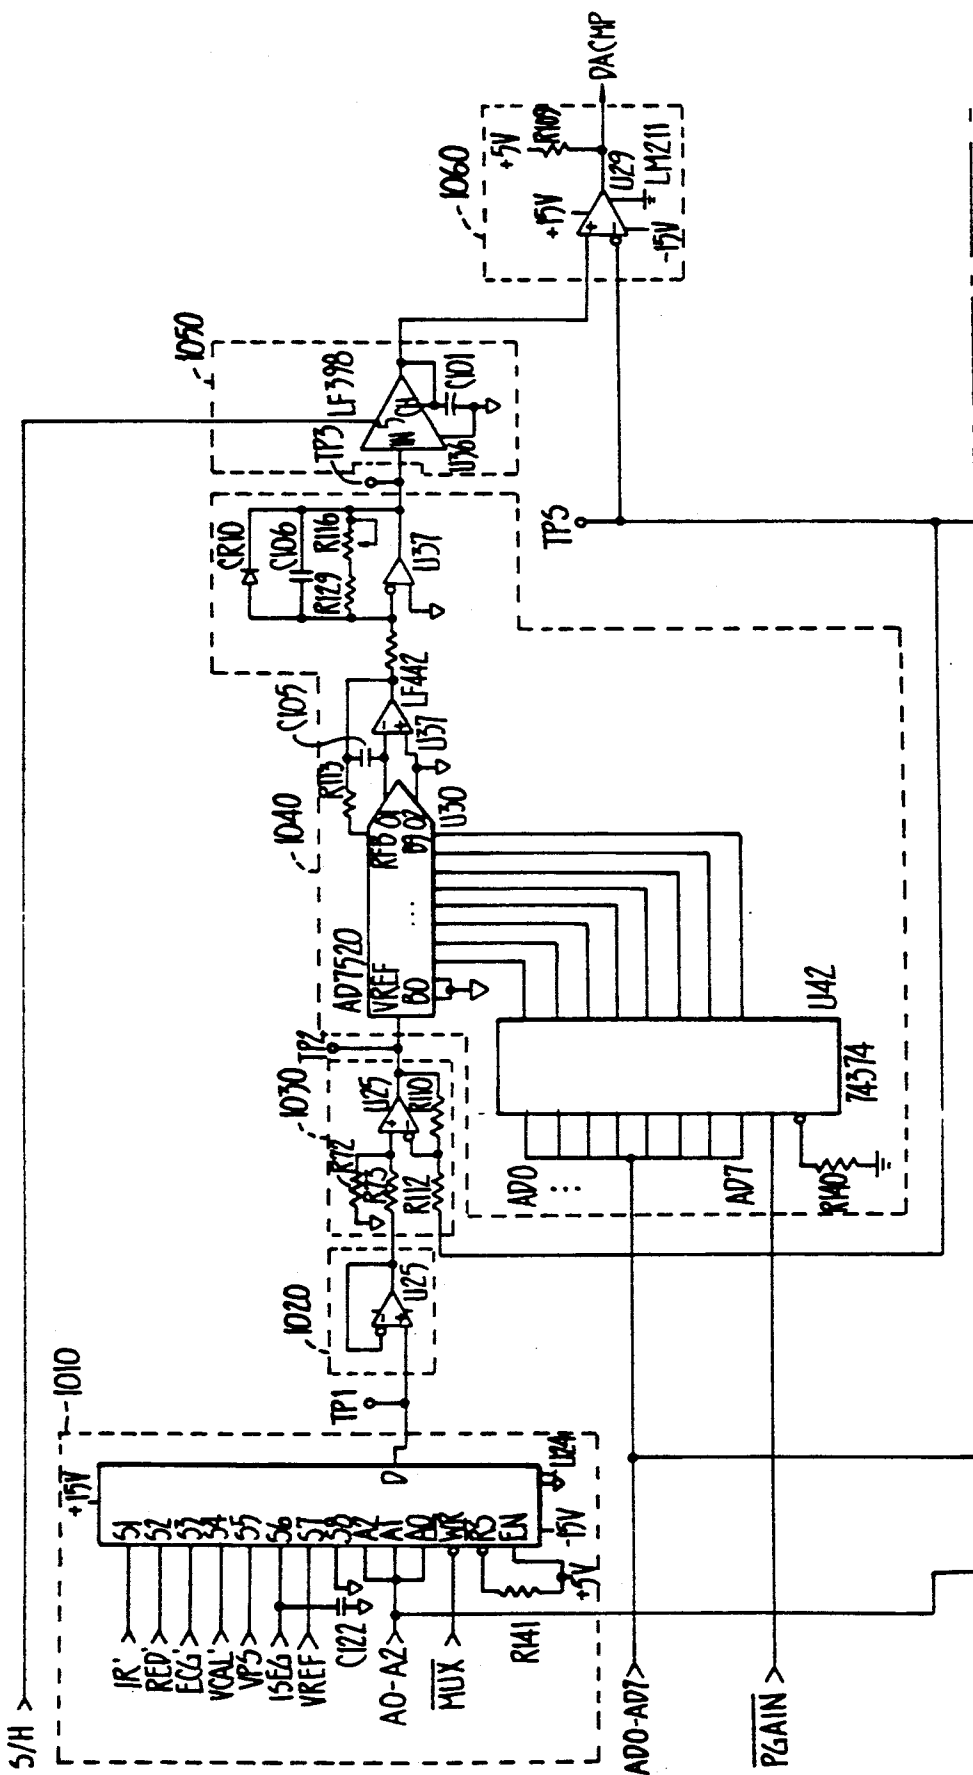 S/H
1010
+15V
IR'
RED'
ECG'
VCAL'
VPS
ISEG
VREF
C122
A0-A2
MUX
R141
S1
S2
S3
S4
S5
S6
S7
S8
A2
A1
A0
WR
RS
EN
D
U24
-15V
+5V
TP1
1020
U25
1030
R72
R73
R112
U25
R110
TP2
1040
AD7520
VREF
B0
...
RFB
O1
B9
O2
U30
R113
C105
U37
LF442
CR10
C106
R129
R116
U37
TP3
1050
LF398
IN
CH
U36
C101
1060
+5V
R109
+15V
-15V
U29
LM211
DACMP
TP5
AD0
...
AD7
U42
74374
R140
AD0-AD7
PGAIN